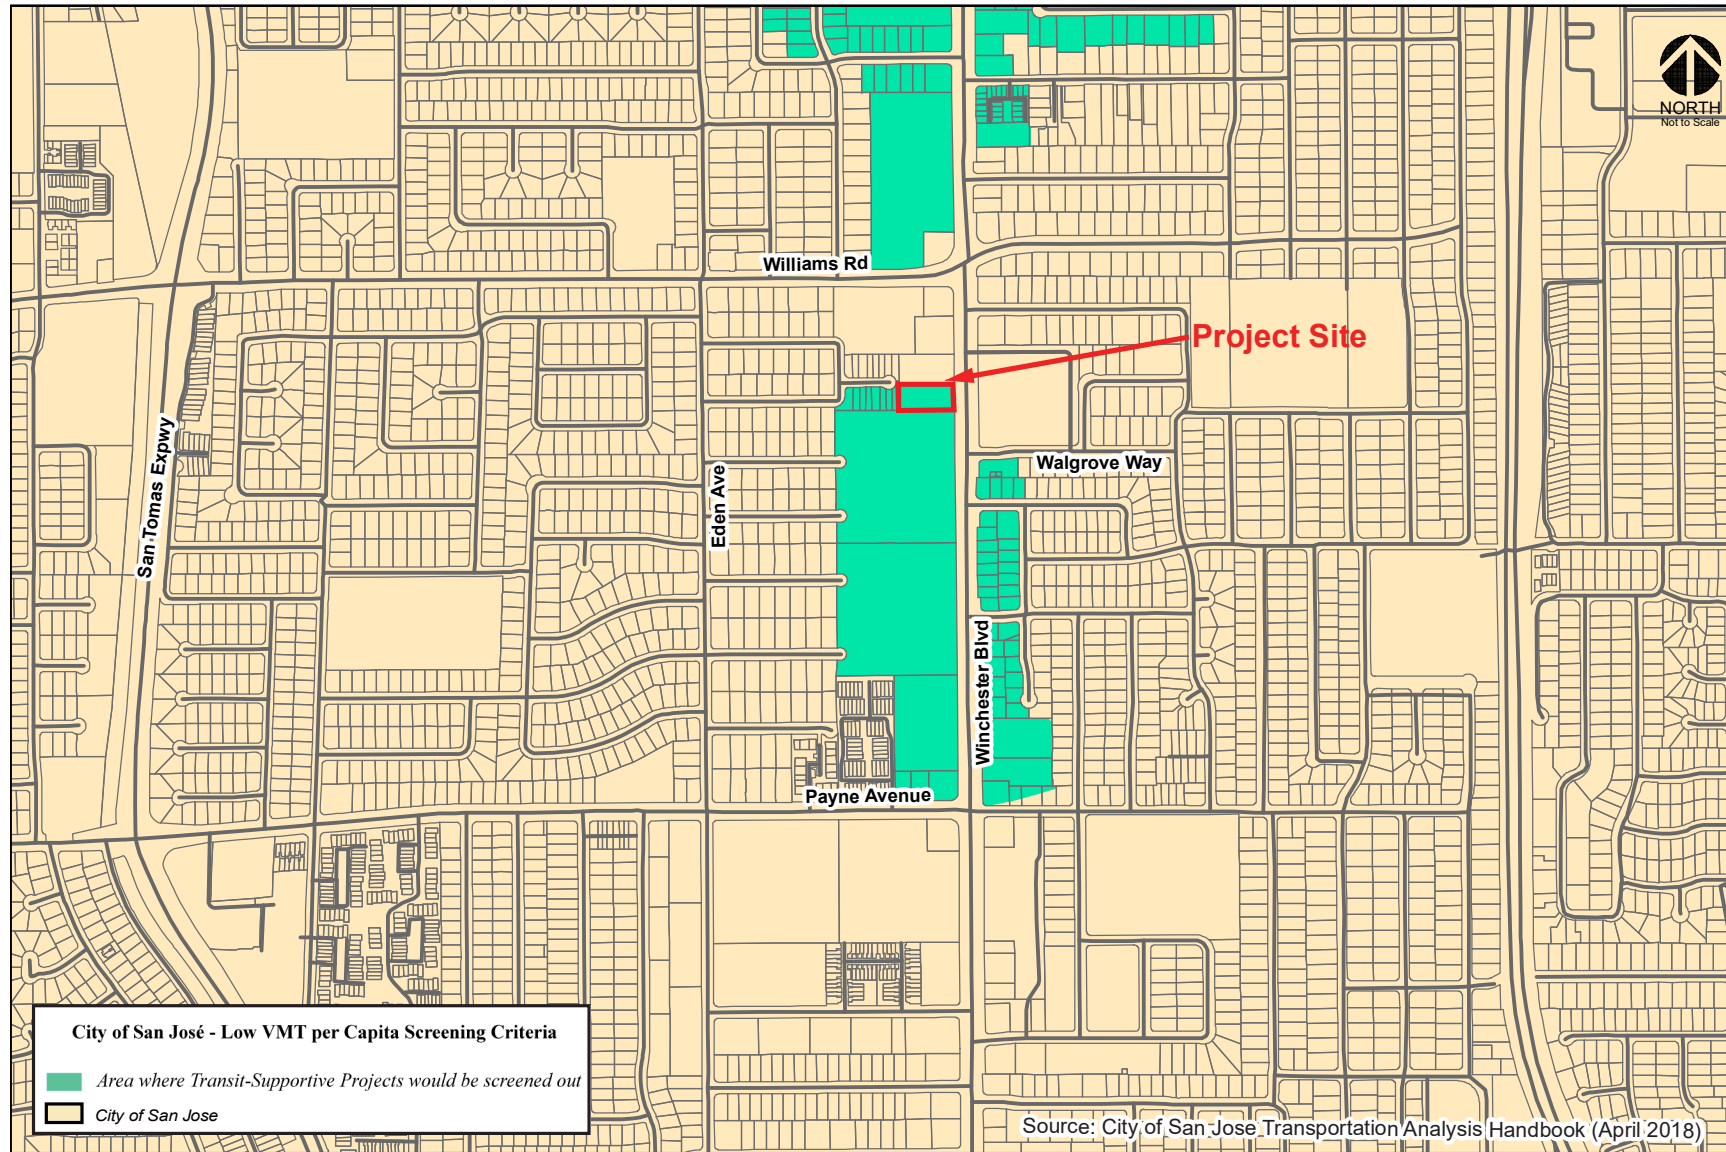 NORTH
Not to Scale
Williams Rd
Project Site
San Tomas Expwy
Eden Ave
Walgrove Way
Winchester Blvd
Payne Avenue
City of San José - Low VMT per Capita Screening Criteria
Area where Transit-Supportive Projects would be screened out
City of San Jose
Source: City of San Jose Transportation Analysis Handbook (April 2018)